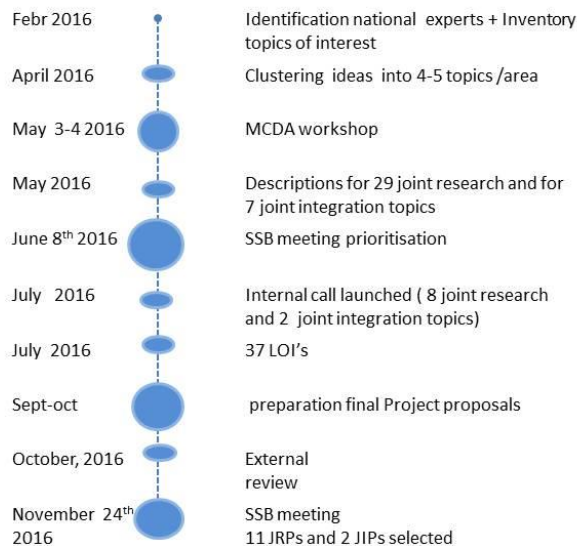 Febr 2016
Identification national experts + Inventory
topics of interest
April 2016
Clustering ideas into 4-5 topics /area
May 3-4 2016
MCDA workshop
May 2016
Descriptions for 29 joint research and for
7 joint integration topics
June 8th 2016
SSB meeting prioritisation
July 2016
Internal call launched ( 8 joint research
and 2 joint integration topics)
July 2016
37 LOI's
Sept-oct
preparation final Project proposals
October, 2016
External
review
November 24th
2016
SSB meeting
11 JRPs and 2 JIPs selected